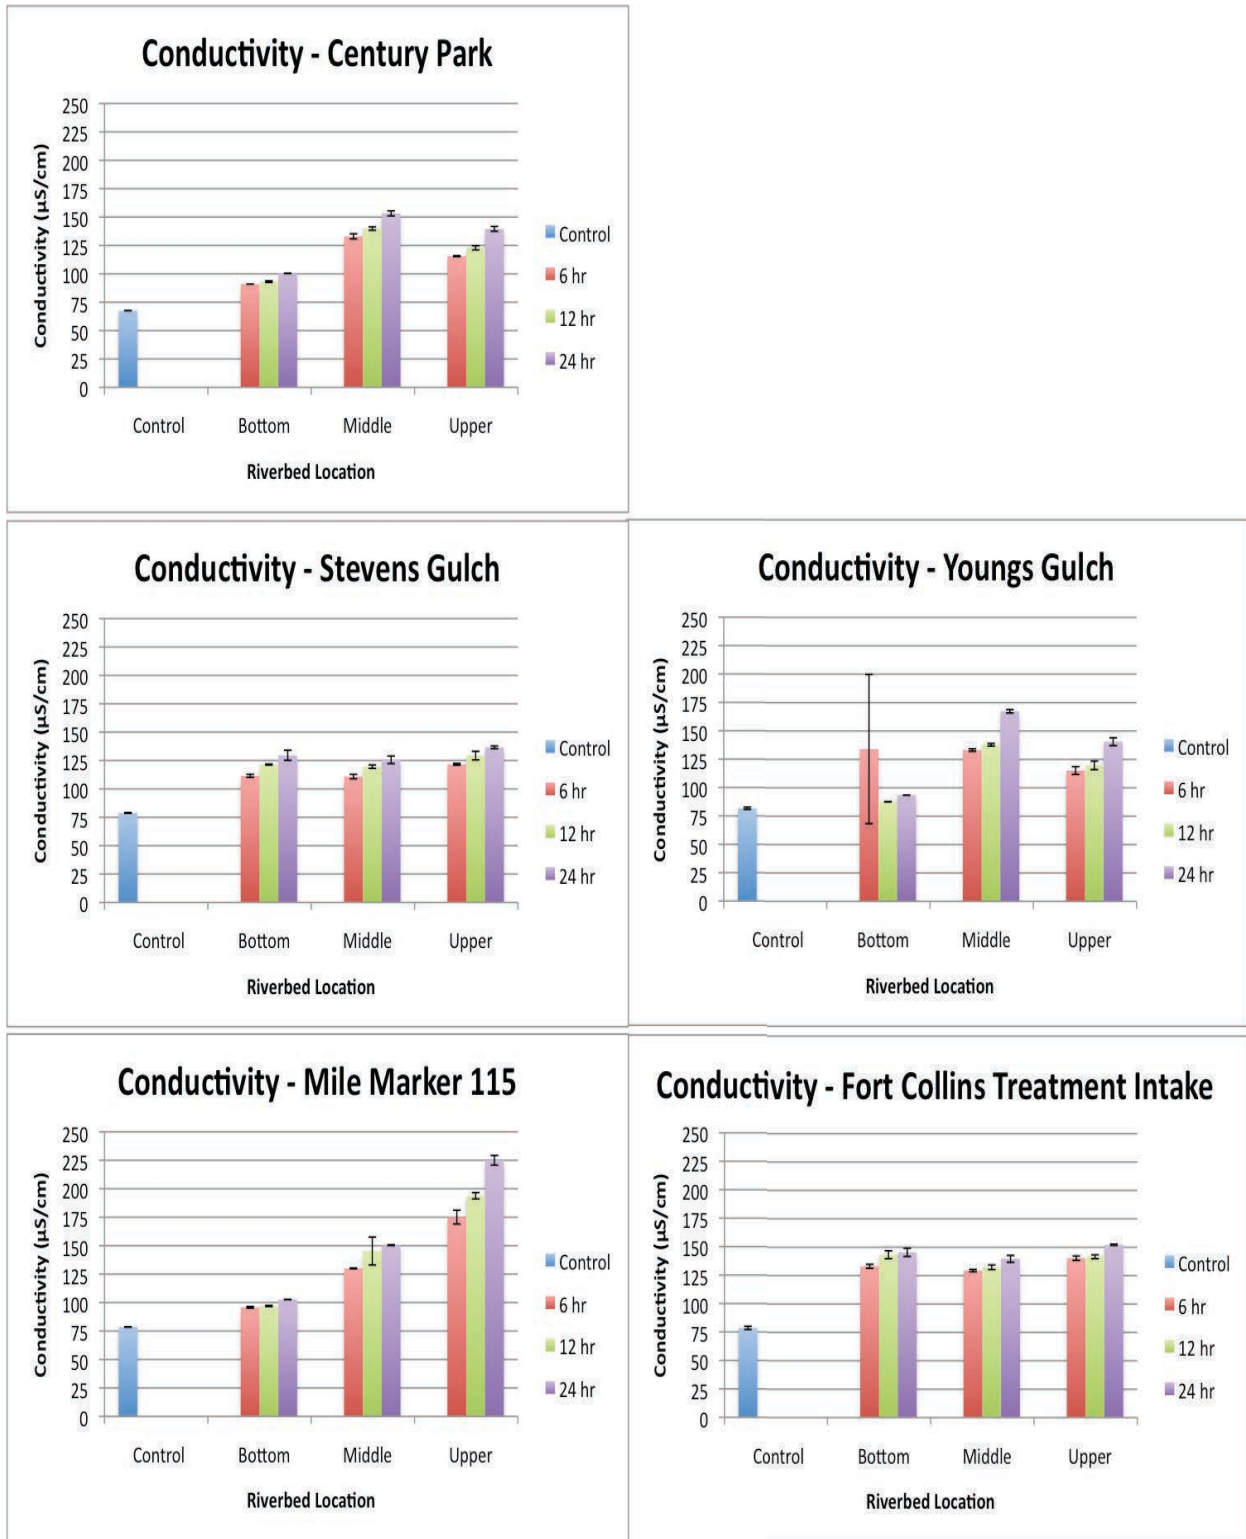 Conductivity - Century Park
Conductivity (µS/cm)
250
225
200
175
150
125
100
75
50
25
0
Control
Bottom
Middle
Upper
Riverbed Location
Control
6 hr
12 hr
24 hr
Conductivity - Stevens Gulch
Conductivity (µS/cm)
250
225
200
175
150
125
100
75
50
25
0
Control
Bottom
Middle
Upper
Riverbed Location
Control
6 hr
12 hr
24 hr
Conductivity - Youngs Gulch
Conductivity (µS/cm)
250
225
200
175
150
125
100
75
50
25
0
Control
Bottom
Middle
Upper
Riverbed Location
Control
6 hr
12 hr
24 hr
Conductivity - Mile Marker 115
Conductivity (µS/cm)
250
225
200
175
150
125
100
75
50
25
0
Control
Bottom
Middle
Upper
Riverbed Location
Control
6 hr
12 hr
24 hr
Conductivity - Fort Collins Treatment Intake
Conductivity (µS/cm)
250
225
200
175
150
125
100
75
50
25
0
Control
Bottom
Middle
Upper
Riverbed Location
Control
6 hr
12 hr
24 hr